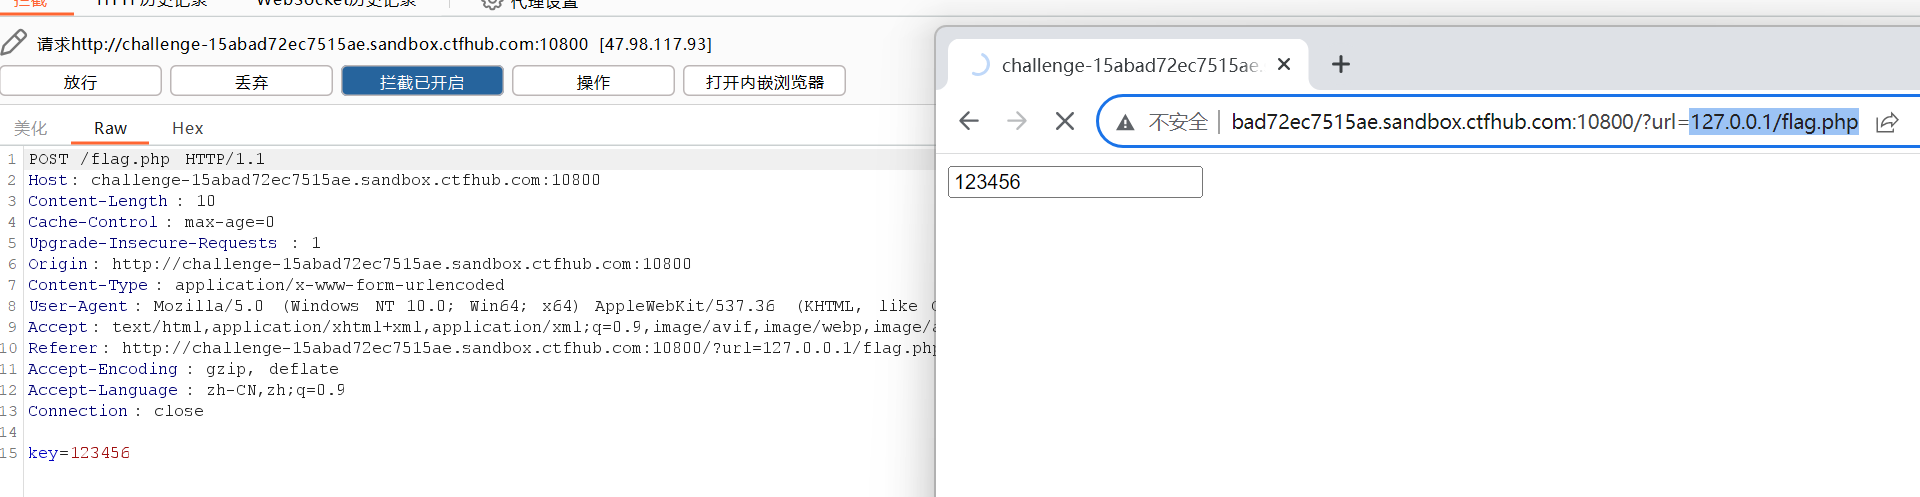 拦截 HTTP历史记录 WebSocket历史记录 代理设置
请求http://challenge-15abad72ec7515ae.sandbox.ctfhub.com:10800 [47.98.117.93]
放行 丢弃 拦截已开启 操作 打开内嵌浏览器
美化 Raw Hex
1 POST /flag.php HTTP/1.1
2 Host: challenge-15abad72ec7515ae.sandbox.ctfhub.com:10800
3 Content-Length: 10
4 Cache-Control: max-age=0
5 Upgrade-Insecure-Requests: 1
6 Origin: http://challenge-15abad72ec7515ae.sandbox.ctfhub.com:10800
7 Content-Type: application/x-www-form-urlencoded
8 User-Agent: Mozilla/5.0 (Windows NT 10.0; Win64; x64) AppleWebKit/537.36 (KHTML, like
9 Accept: text/html,application/xhtml+xml,application/xml;q=0.9,image/avif,image/webp,image/
10 Referer: http://challenge-15abad72ec7515ae.sandbox.ctfhub.com:10800/?url=127.0.0.1/flag.php
11 Accept-Encoding: gzip, deflate
12 Accept-Language: zh-CN,zh;q=0.9
13 Connection: close
14
15 key=123456
challenge-15abad72ec7515ae.
不安全 bad72ec7515ae.sandbox.ctfhub.com:10800/?url=127.0.0.1/flag.php
123456